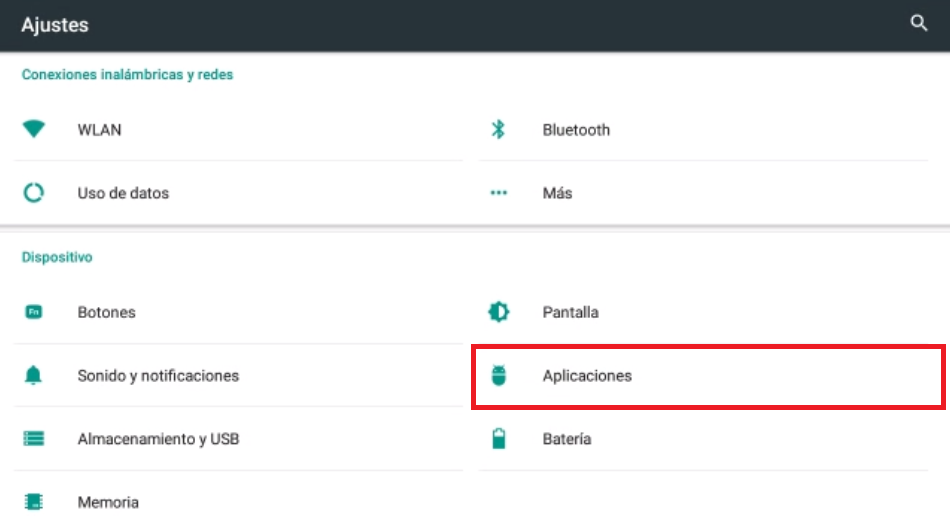 Ajustes
Conexiones inalámbricas y redes
WLAN
Bluetooth
Uso de datos
Más
Dispositivo
Fn
Botones
Pantalla
Sonido y notificaciones
Aplicaciones
Almacenamiento y USB
Batería
Memoria